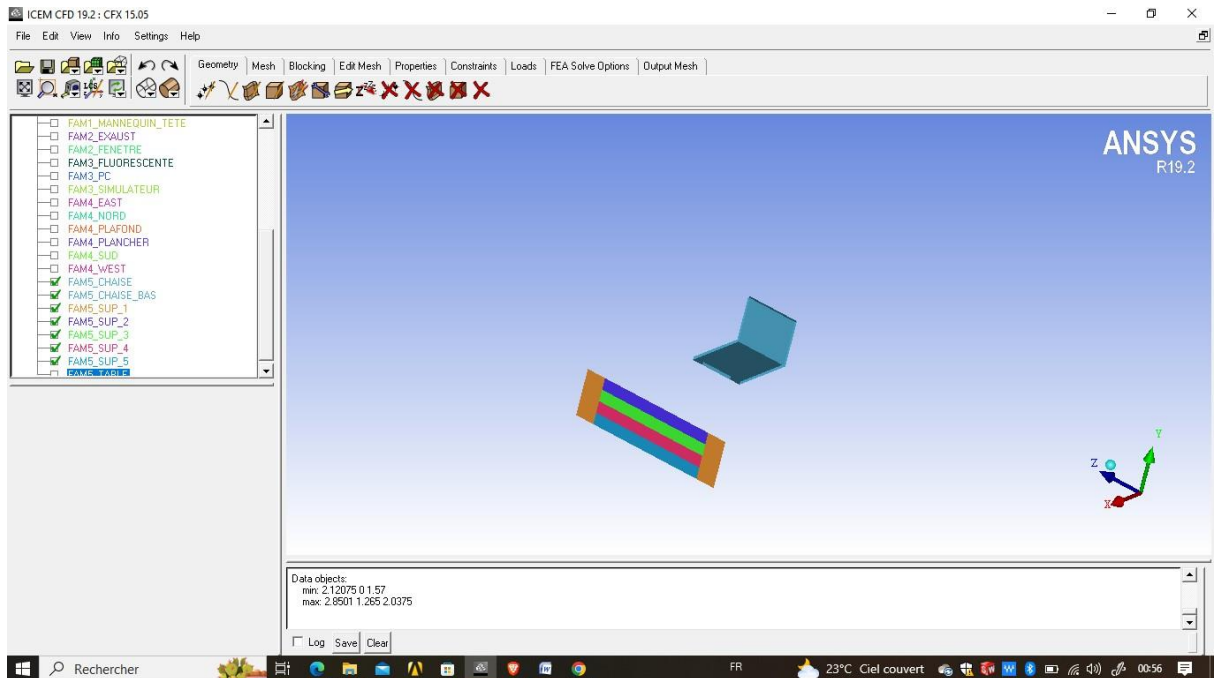 ICEM CFD 19.2 : CFX 15.05
File Edit View Info Settings Help
Geometry Mesh Blocking Edit Mesh Properties Constraints Loads FEA Solve Options Output Mesh
FAM1_MANNEQUIN_TETE
FAM2_EXAUST
FAM2_FENETRE
FAM3_FLUORESCENTE
FAM3_PC
FAM3_SIMULATEUR
FAM4_EAST
FAM4_NORD
FAM4_PLAFOND
FAM4_PLANCHER
FAM4_SUD
FAM4_WEST
FAM5_CHAISE
FAM5_CHAISE_BAS
FAM5_SUP_1
FAM5_SUP_2
FAM5_SUP_3
FAM5_SUP_4
FAM5_SUP_5
FAM5_TABLE
ANSYS
R19.2
Y
Z
X
Data objects:
min: 2.12075 0 1.57
max: 2.8501 1.265 2.0375
Log Save Clear
Rechercher FR 23°C Ciel couvert 00:56